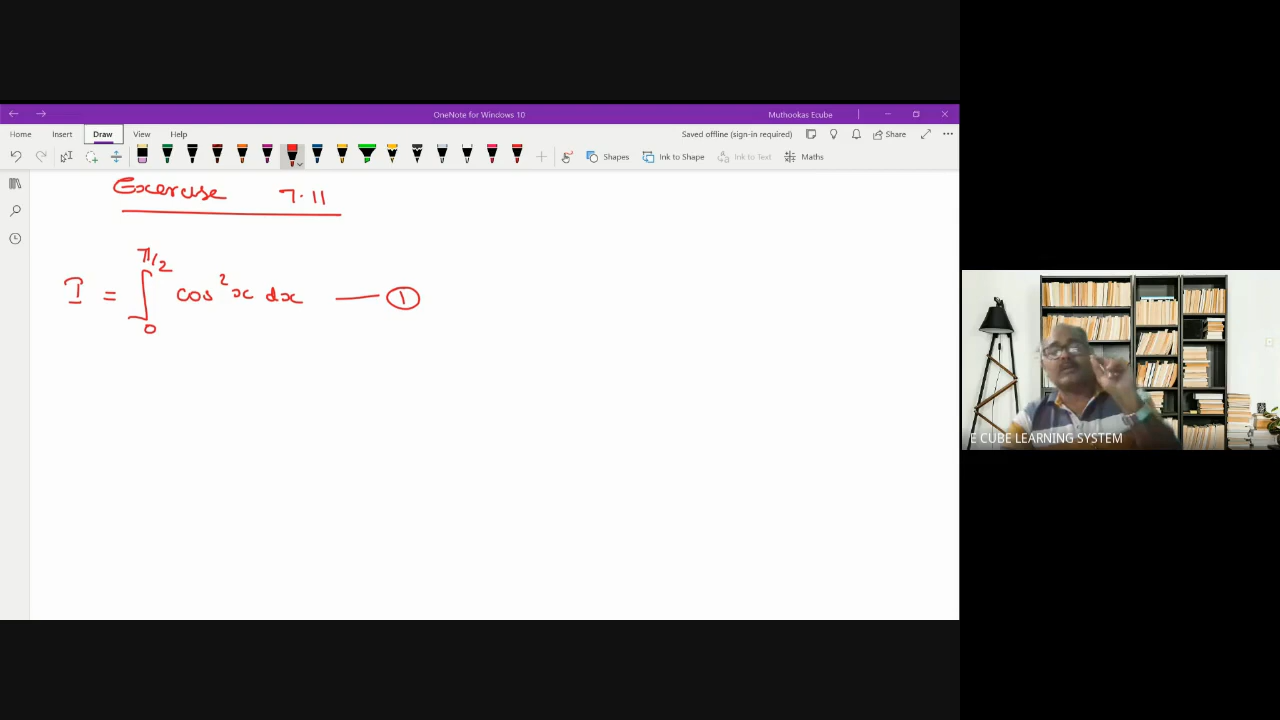 OneNote for Windows 10
Muthookas Ecube
Home Insert Draw View Help
Saved offline (sign-in required)
Share
Shapes
Ink to Shape
Ink to Text
Maths
Exercise 7.11
I = ∫₀^π/2 cos²x dx —— ①
E CUBE LEARNING SYSTEM